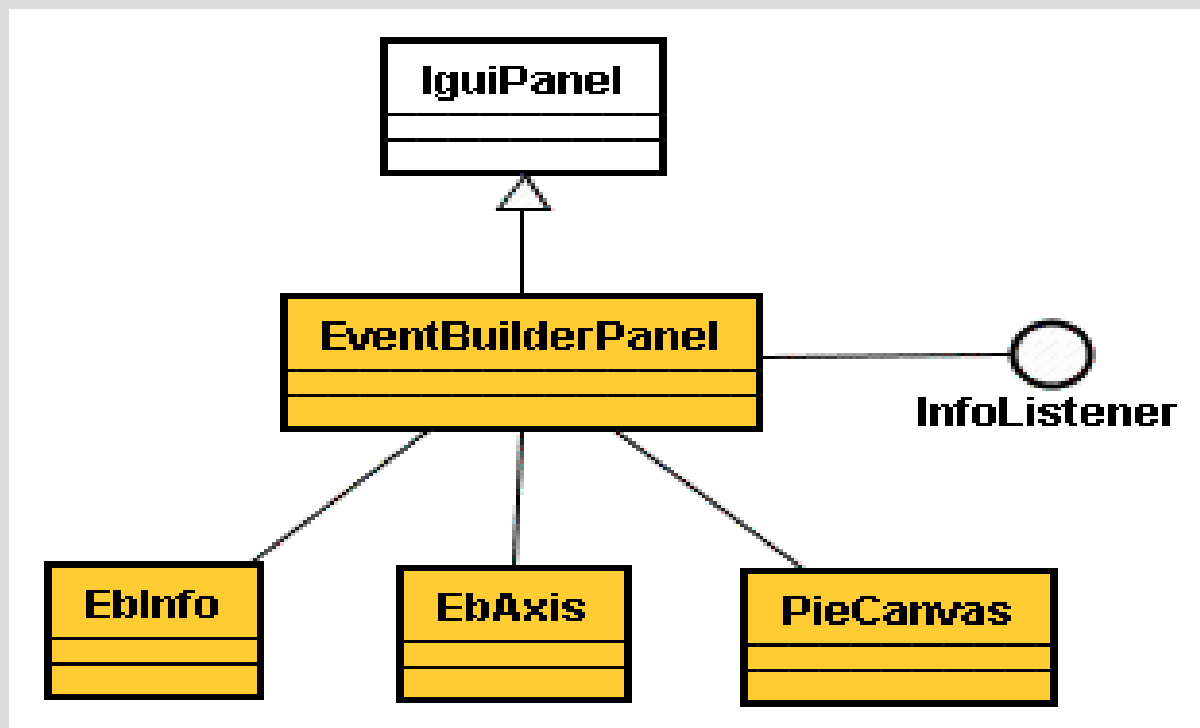 IguiPanel
EventBuilderPanel
InfoListener
EbInfo
EbAxis
PieCanvas